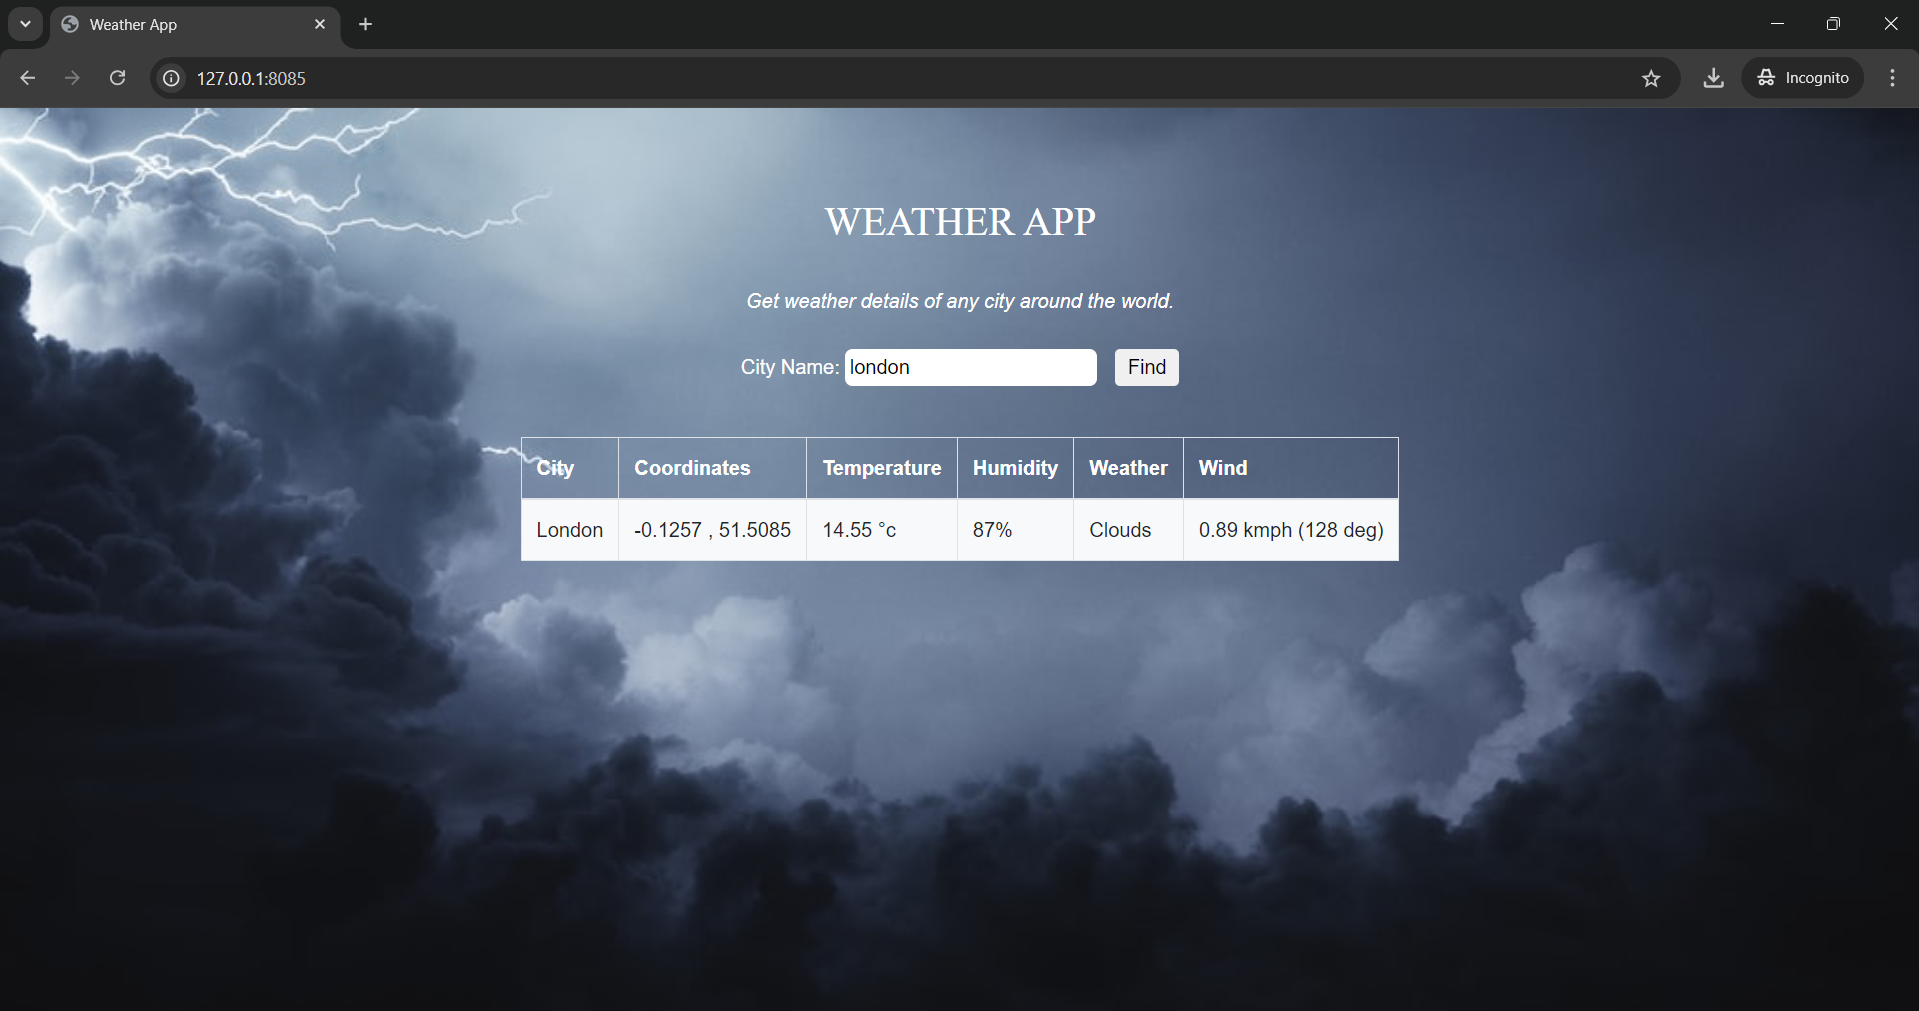 Weather App
127.0.0.1:8085
Incognito
WEATHER APP
Get weather details of any city around the world.
City Name: london Find
City Coordinates Temperature Humidity Weather Wind
London -0.1257 , 51.5085 14.55 °c 87% Clouds 0.89 kmph (128 deg)